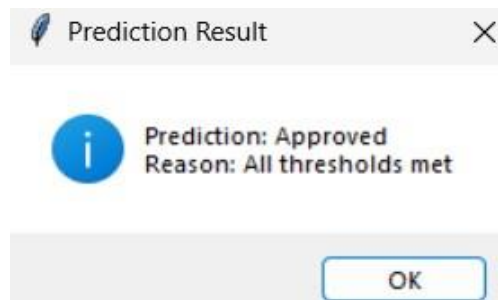 Prediction Result
Prediction: Approved
Reason: All thresholds met
OK